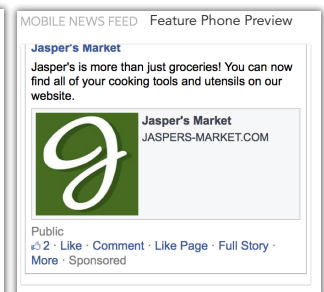 MOBILE NEWS FEED Feature Phone Preview
Jasper's Market
Jasper's is more than just groceries! You can now
find all of your cooking tools and utensils on our
website.
Jasper's Market
JASPERS-MARKET.COM
Public
2 · Like · Comment · Like Page · Full Story ·
More · Sponsored